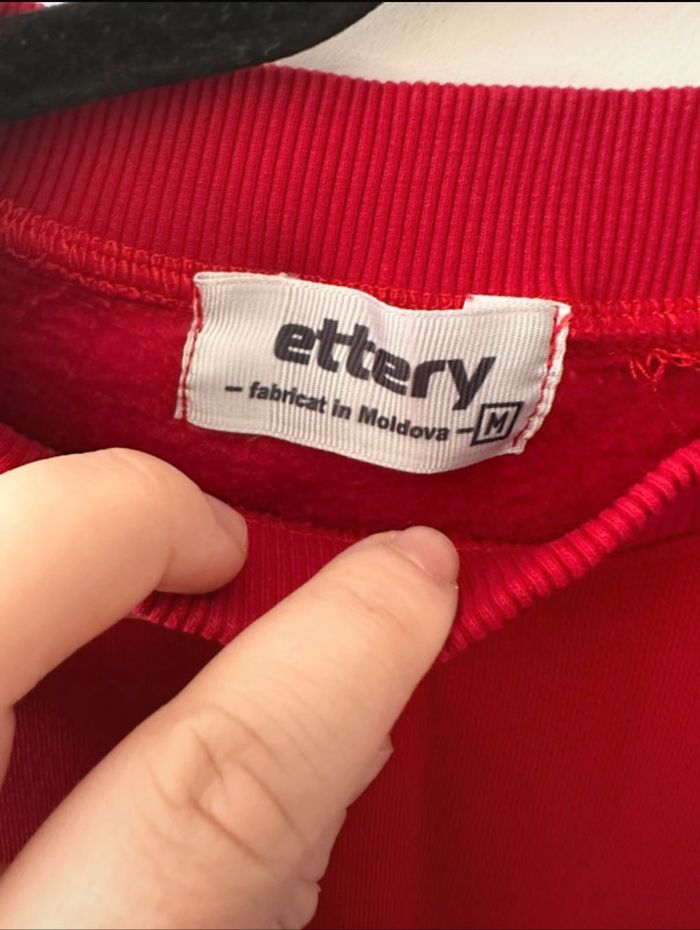 ettery
– fabricat in Moldova – M